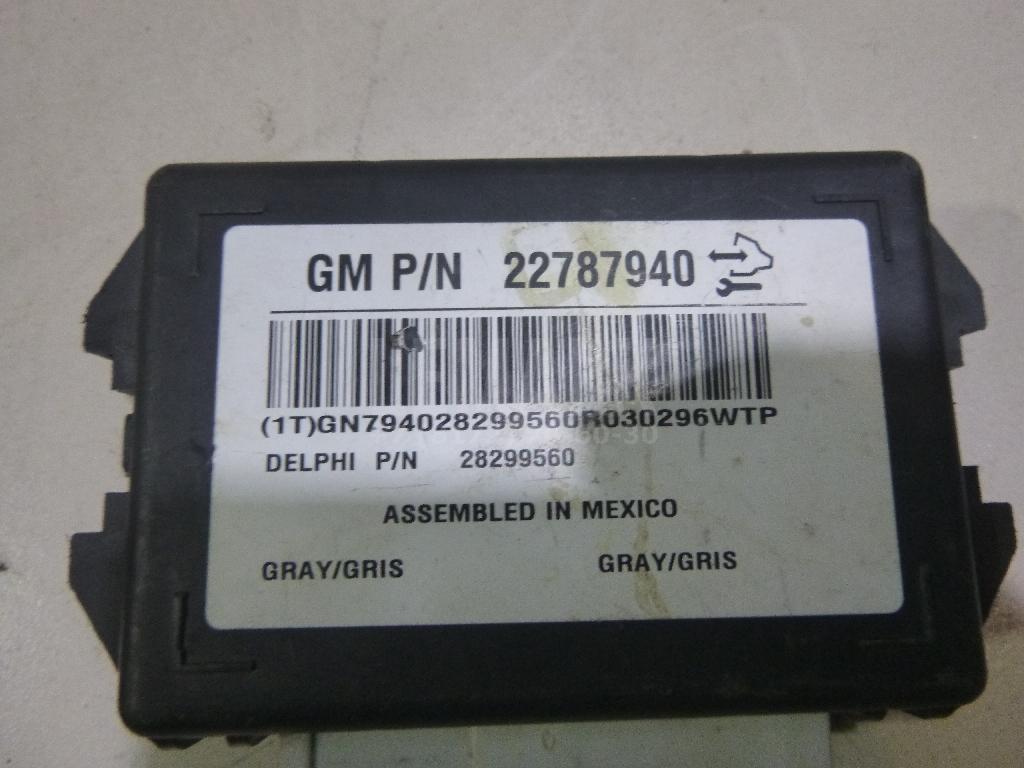 GM P/N 22787940
(1T)GN794028299560R030296WTP
DELPHI P/N 28299560
ASSEMBLED IN MEXICO
GRAY/GRIS GRAY/GRIS